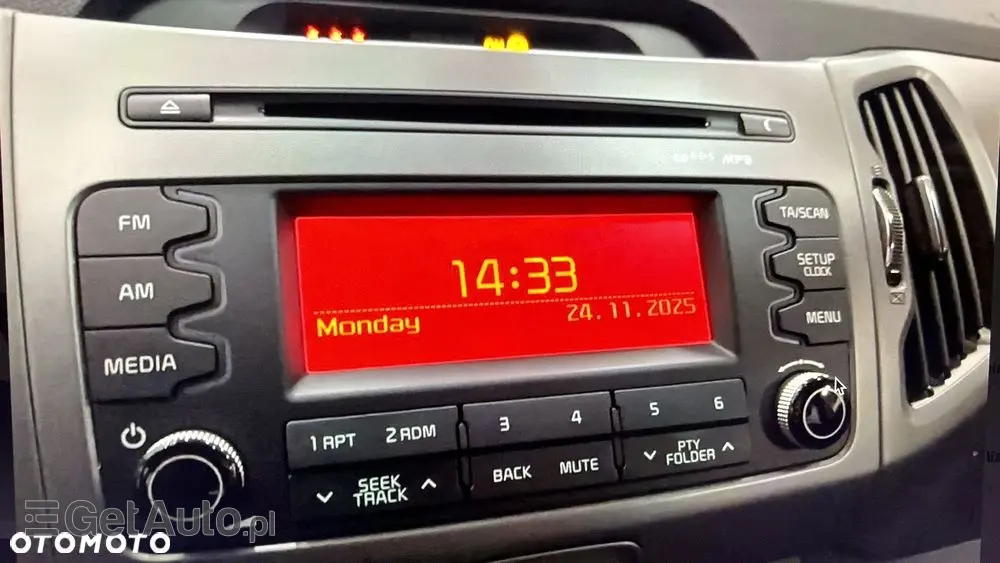 RDS MP3
FM
AM
MEDIA
14:33
Monday
24.11.2025
TA/SCAN
SETUP
CLOCK
MENU
1 RPT
2 RDM
3
4
5
6
SEEK
TRACK
BACK
MUTE
PTY
FOLDER
GetAuto.pl
OTOMOTO